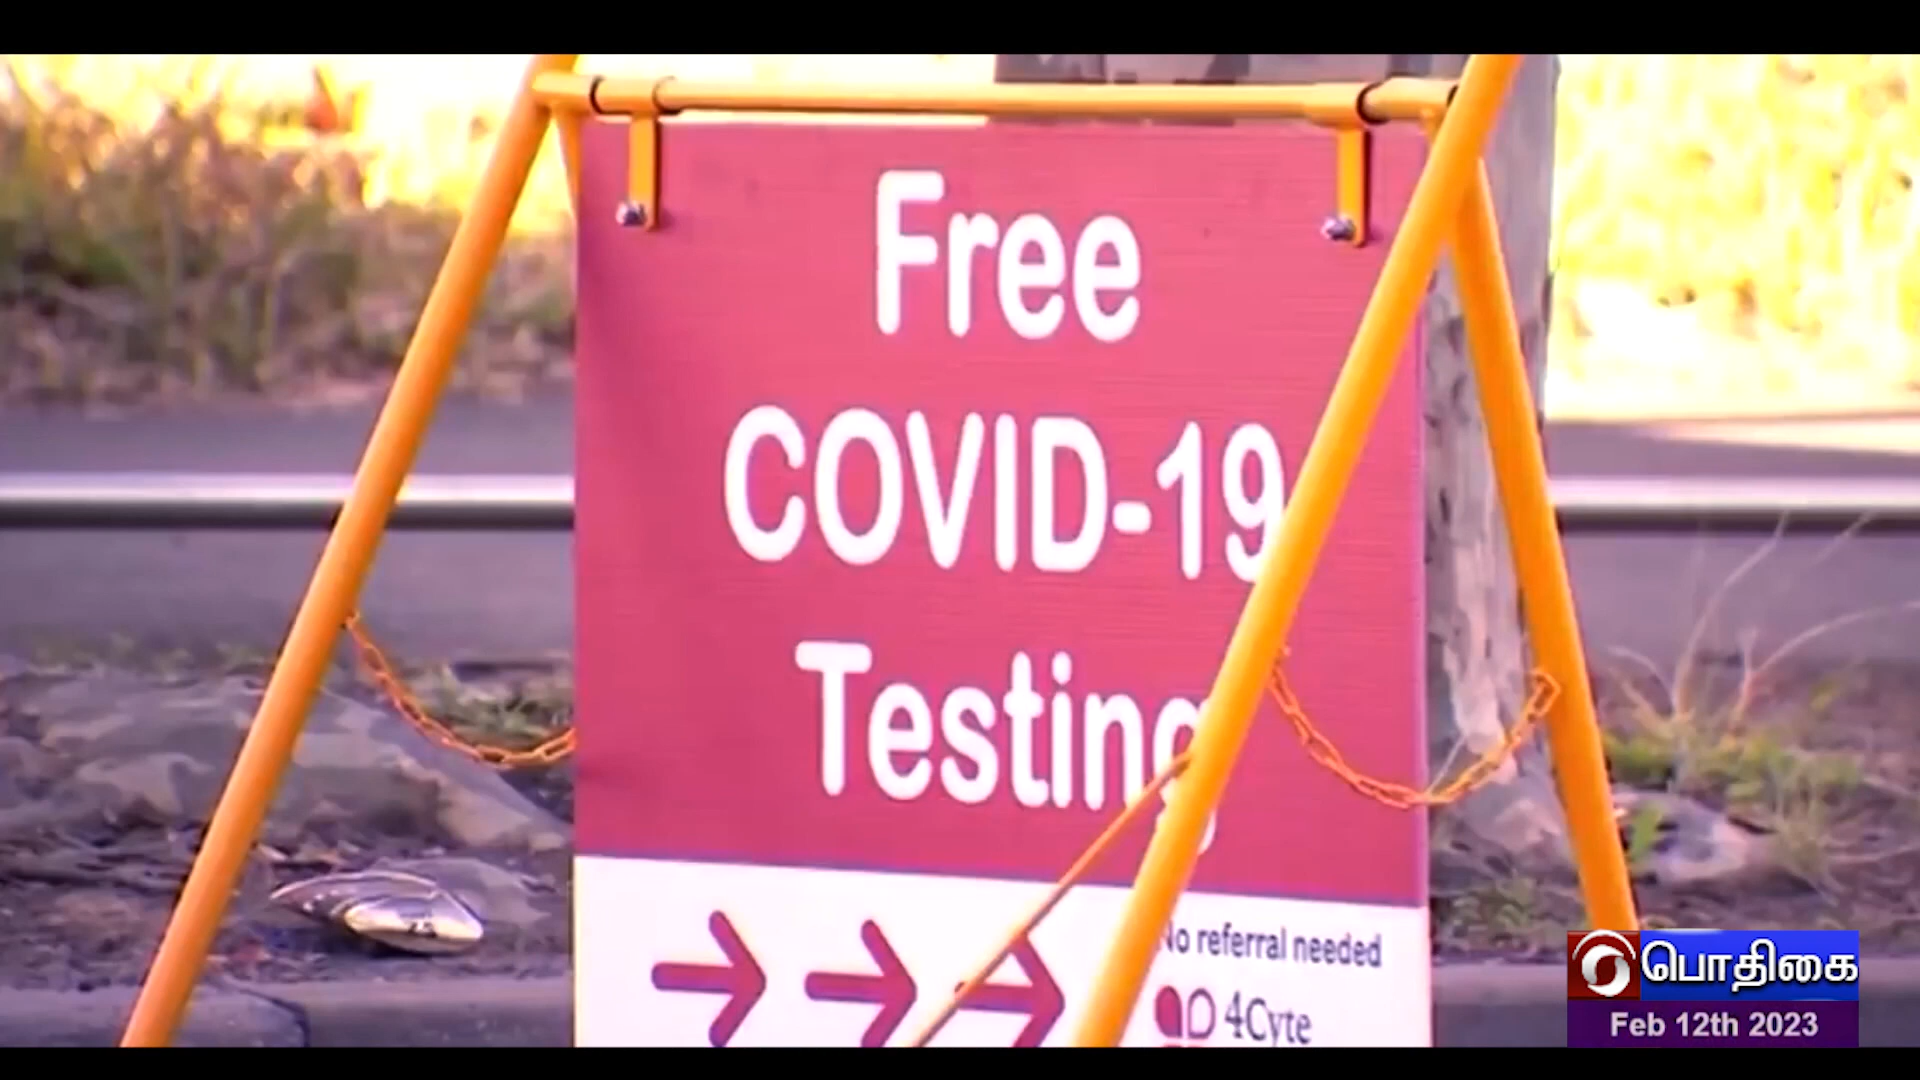 Free
COVID-19
Testing
No referral needed
4Cyte
பொதிகை
Feb 12th 2023